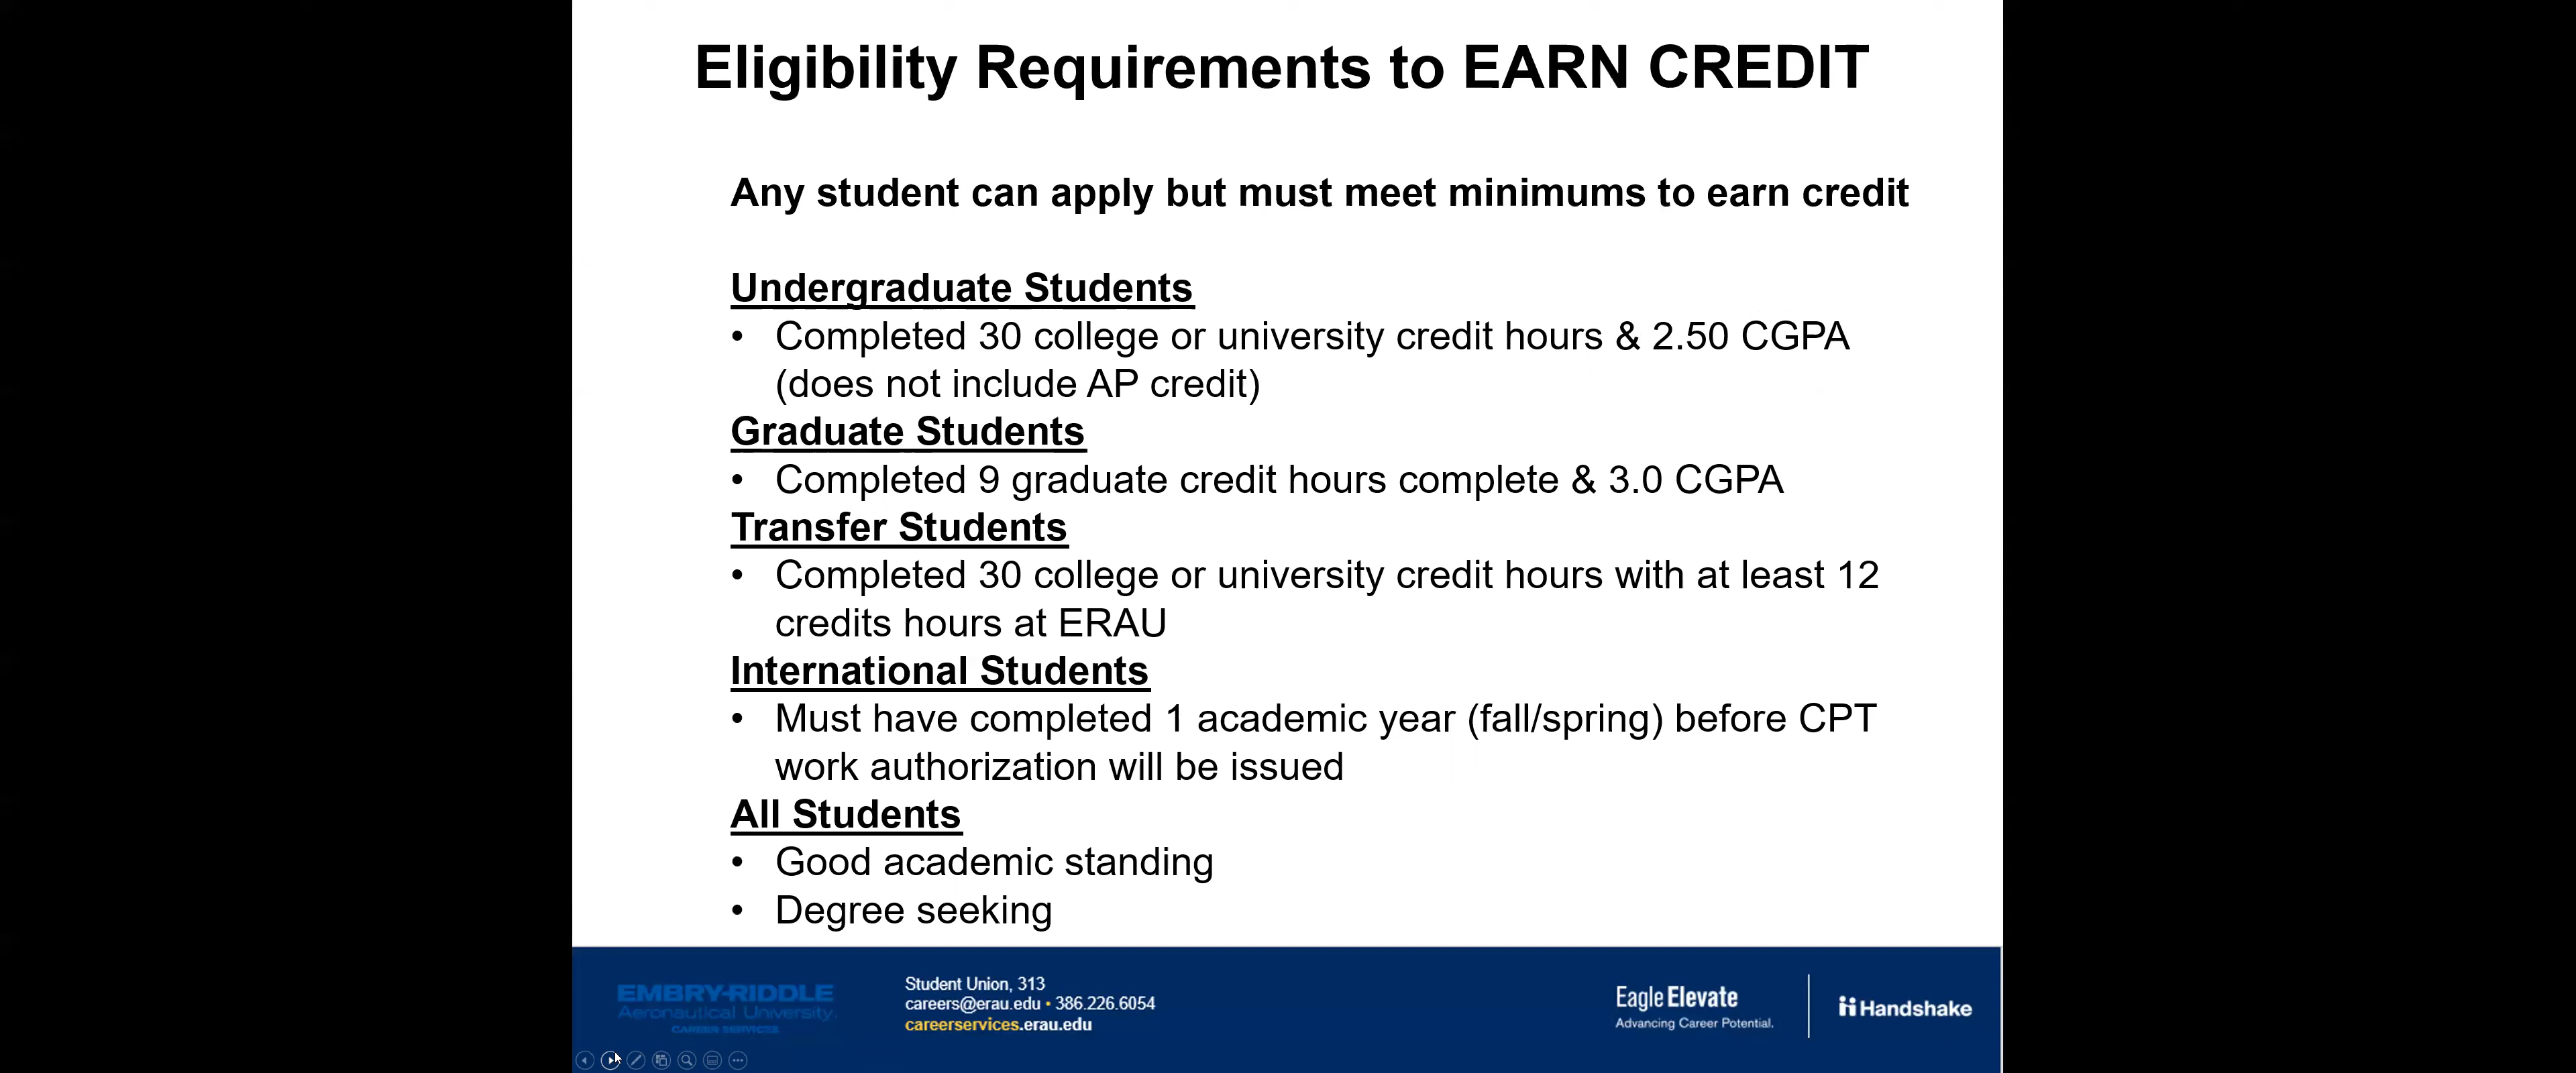 Eligibility Requirements to EARN CREDIT
Any student can apply but must meet minimums to earn credit
Undergraduate Students
• Completed 30 college or university credit hours & 2.50 CGPA
(does not include AP credit)
Graduate Students
• Completed 9 graduate credit hours complete & 3.0 CGPA
Transfer Students
• Completed 30 college or university credit hours with at least 12
credits hours at ERAU
International Students
• Must have completed 1 academic year (fall/spring) before CPT
work authorization will be issued
All Students
• Good academic standing
• Degree seeking
EMBRY-RIDDLE
Aeronautical University
CAREER SERVICES
Student Union, 313
careers@erau.edu • 386.226.6054
careerservices.erau.edu
Eagle Elevate
Advancing Career Potential.
Handshake